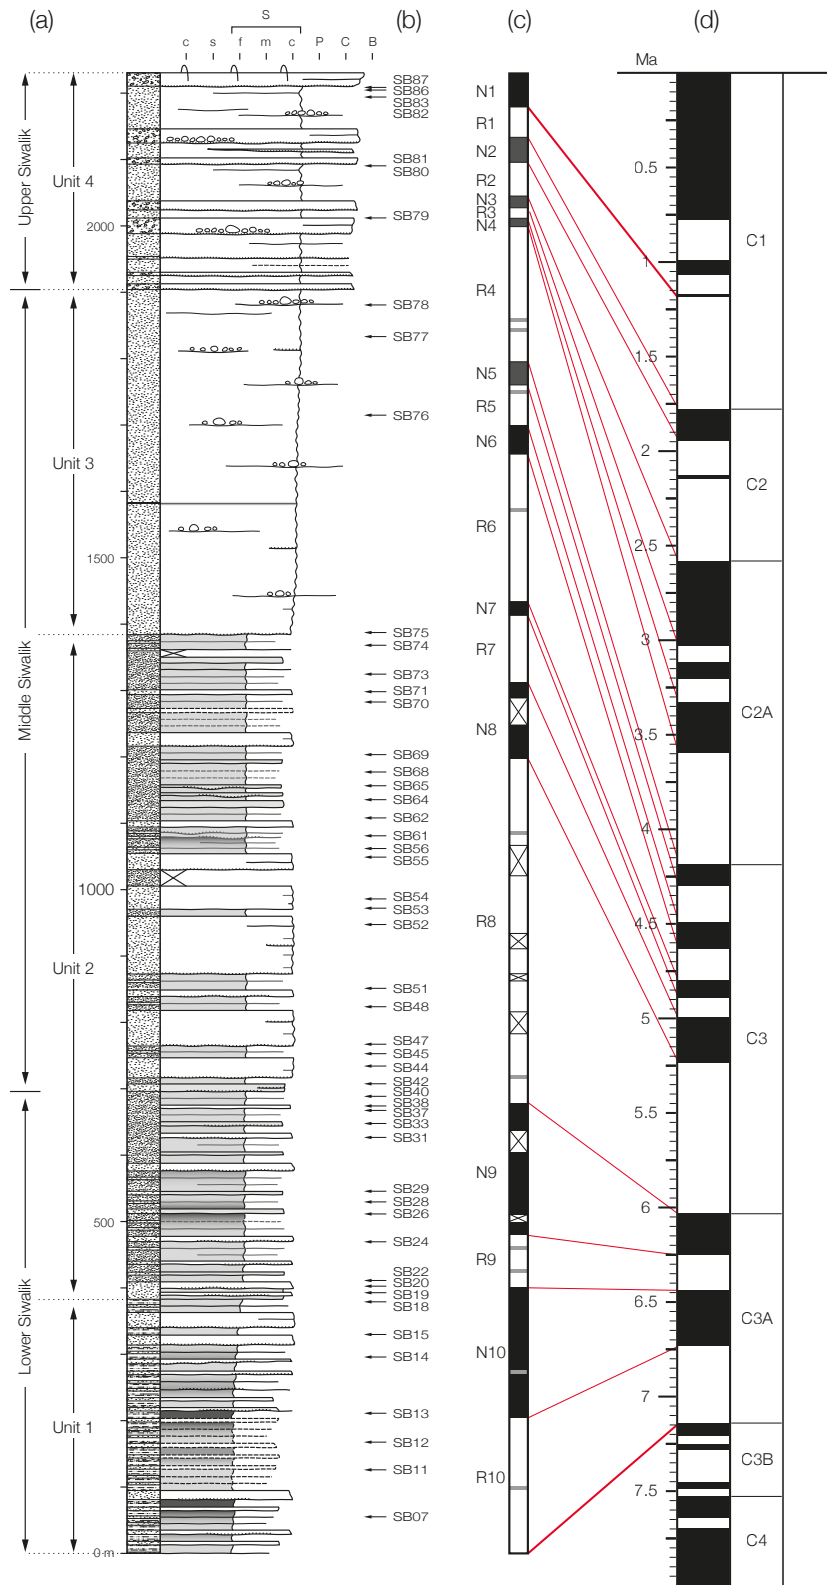 (a)
(b)
(c)
(d)
S
c s f m c P C B
Ma
Upper Siwalik
Middle Siwalik
Lower Siwalik
Unit 4
Unit 3
Unit 2
Unit 1
2000
1500
1000
500
0 m
SB87
SB86
SB83
SB82
SB81
SB80
SB79
SB78
SB77
SB76
SB75
SB74
SB73
SB71
SB70
SB69
SB68
SB65
SB64
SB62
SB61
SB56
SB55
SB54
SB53
SB52
SB51
SB48
SB47
SB45
SB44
SB42
SB40
SB38
SB37
SB33
SB31
SB29
SB28
SB26
SB24
SB22
SB20
SB19
SB18
SB15
SB14
SB13
SB12
SB11
SB07
N1
R1
N2
R2
N3
R3
N4
R4
N5
R5
N6
R6
N7
R7
N8
R8
N9
R9
N10
R10
0.5
1
1.5
2
2.5
3
3.5
4
4.5
5
5.5
6
6.5
7
7.5
C1
C2
C2A
C3
C3A
C3B
C4